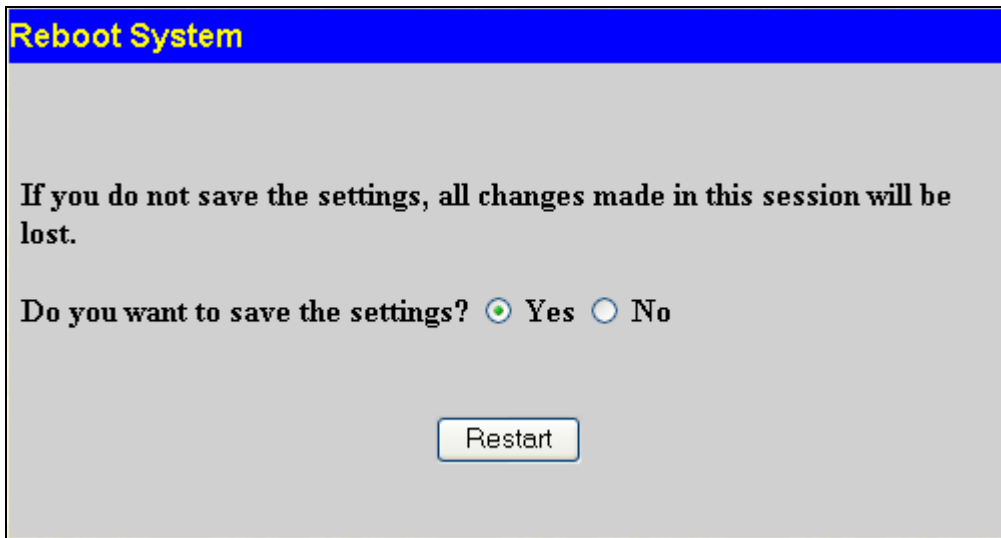 Reboot System
If you do not save the settings, all changes made in this session will be
lost.
Do you want to save the settings? Yes No
Restart